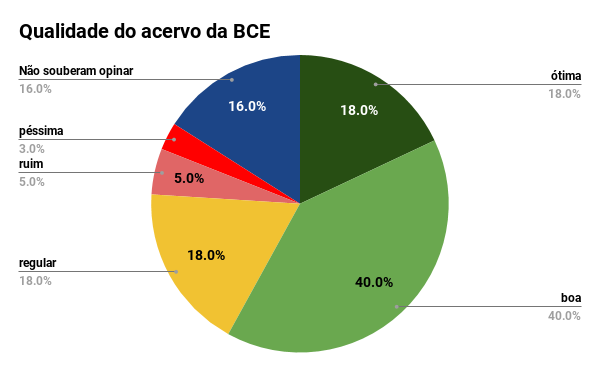 Qualidade do acervo da BCE
Não souberam opinar
16.0%
péssima
3.0%
ruim
5.0%
regular
18.0%
ótima
18.0%
boa
40.0%
16.0%
18.0%
5.0%
18.0%
40.0%